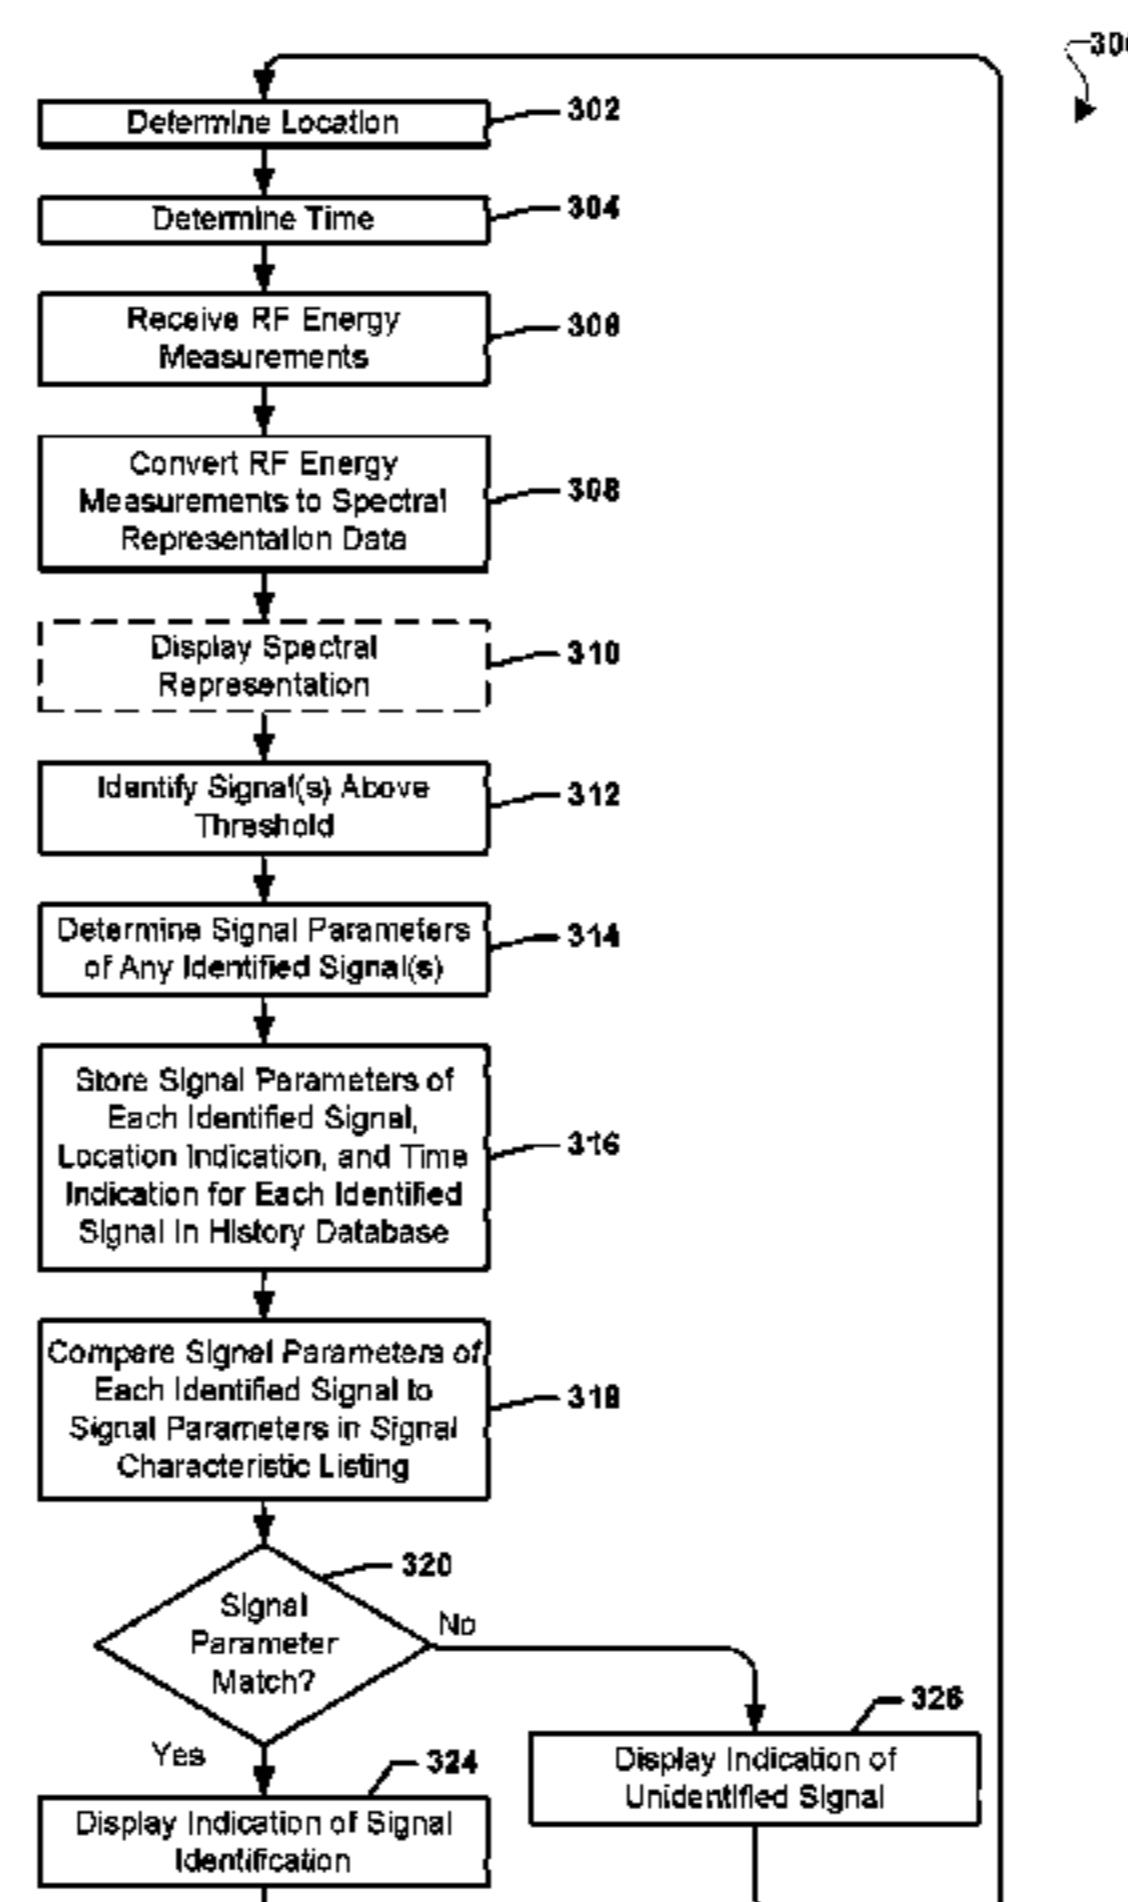 302
Determine Location
304
Determine Time
306
Receive RF Energy
Measurements
308
Convert RF Energy
Measurements to Spectral
Representation Data
310
Display Spectral
Representation
312
Identify Signal(s) Above
Threshold
314
Determine Signal Parameters
of Any Identified Signal(s)
316
Store Signal Parameters of
Each Identified Signal,
Location Indication, and Time
Indication for Each Identified
Signal in History Database
318
Compare Signal Parameters of
Each Identified Signal to
Signal Parameters in Signal
Characteristic Listing
320
Signal
Parameter
Match?
No
Yes
326
Display Indication of
Unidentified Signal
324
Display Indication of Signal
Identification